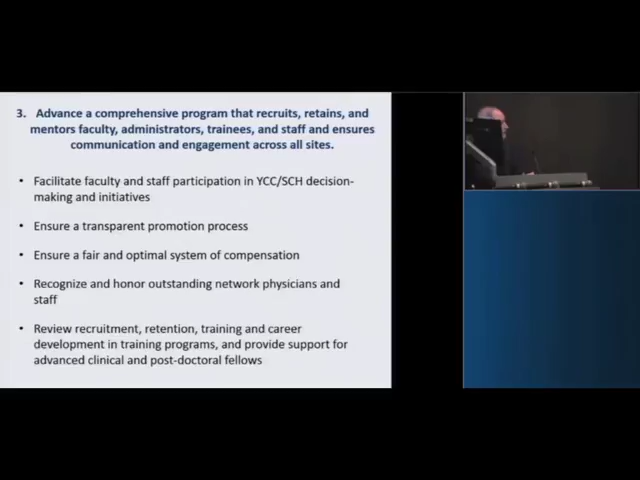 3. Advance a comprehensive program that recruits, retains, and
mentors faculty, administrators, trainees, and staff and ensures
communication and engagement across all sites.
• Facilitate faculty and staff participation in YCC/SCH decision-
making and initiatives
• Ensure a transparent promotion process
• Ensure a fair and optimal system of compensation
• Recognize and honor outstanding network physicians and
staff
• Review recruitment, retention, training and career
development in training programs, and provide support for
advanced clinical and post-doctoral fellows